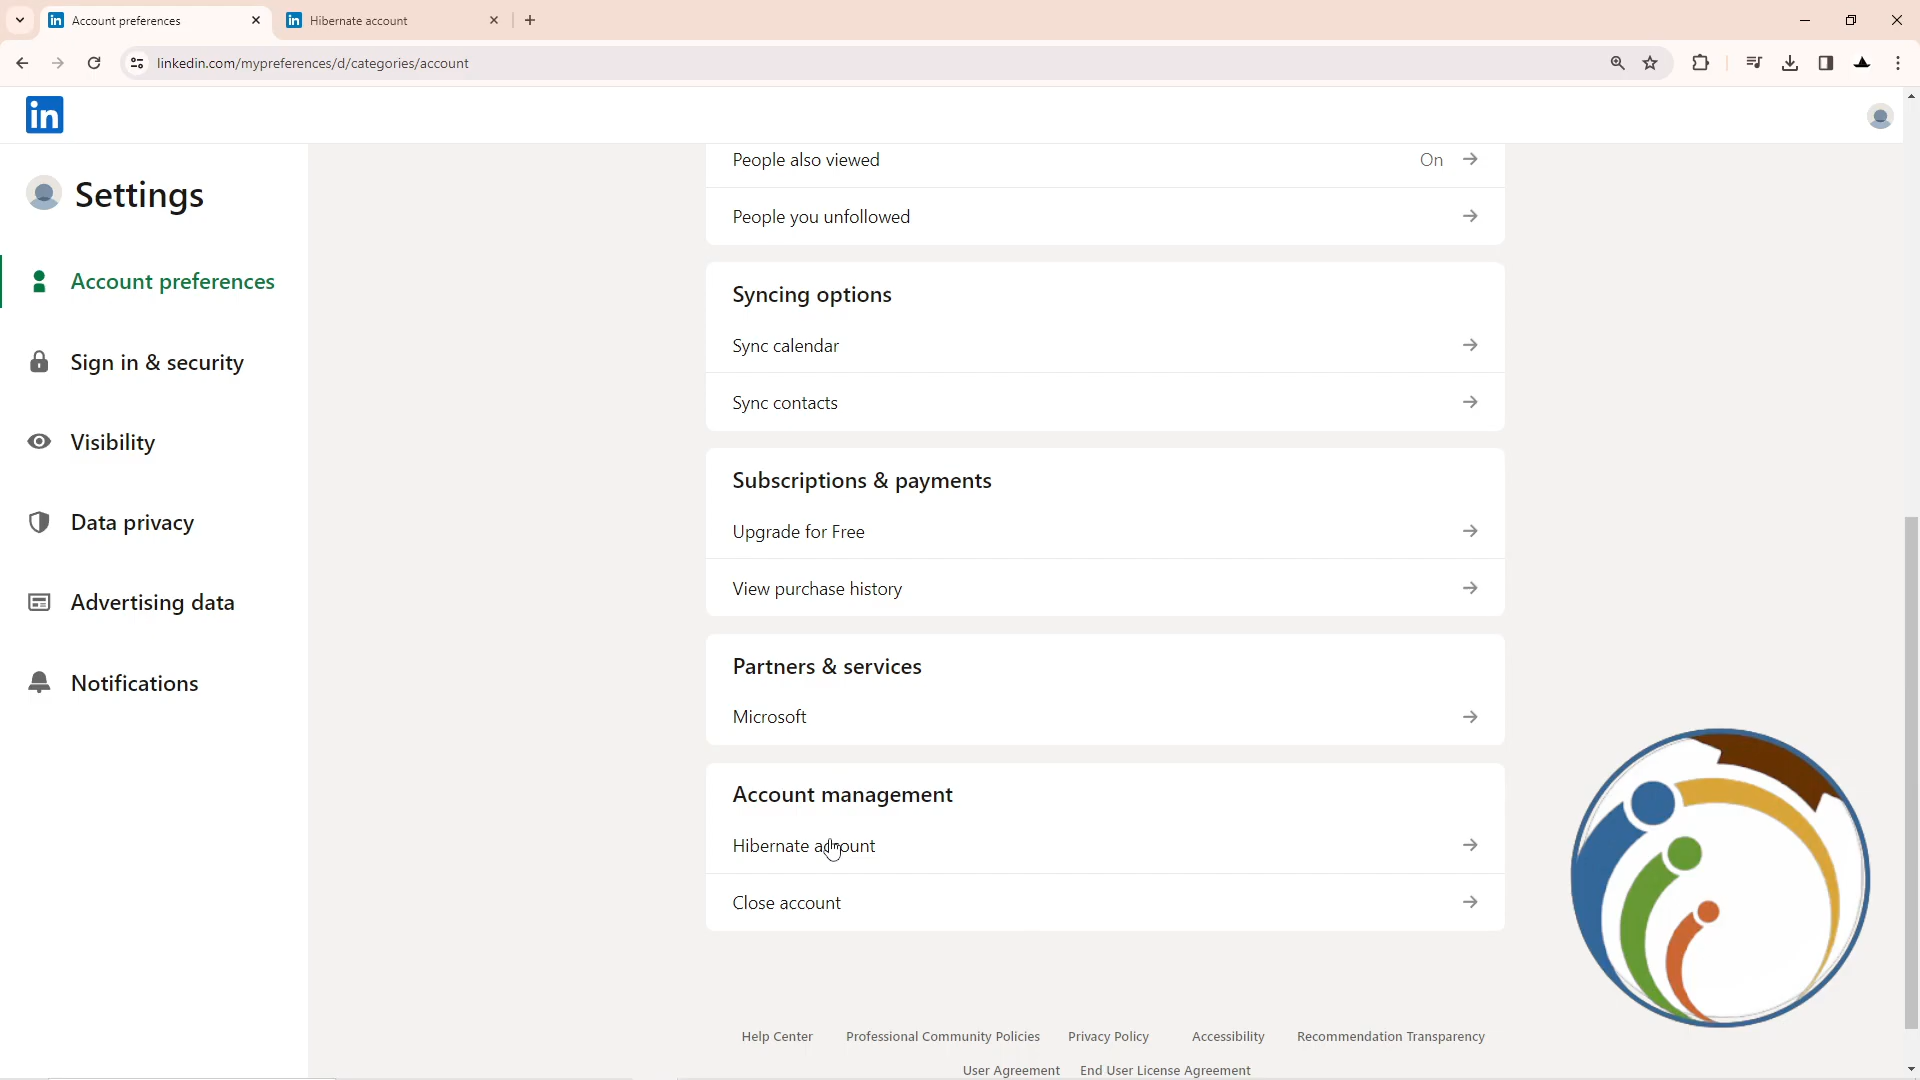 Account preferences
Hibernate account
linkedin.com/mypreferences/d/categories/account
in
Settings
Account preferences
Sign in & security
Visibility
Data privacy
Advertising data
Notifications
People also viewed On
People you unfollowed
Syncing options
Sync calendar
Sync contacts
Subscriptions & payments
Upgrade for Free
View purchase history
Partners & services
Microsoft
Account management
Hibernate account
Close account
Help Center Professional Community Policies Privacy Policy Accessibility Recommendation Transparency
User Agreement End User License Agreement